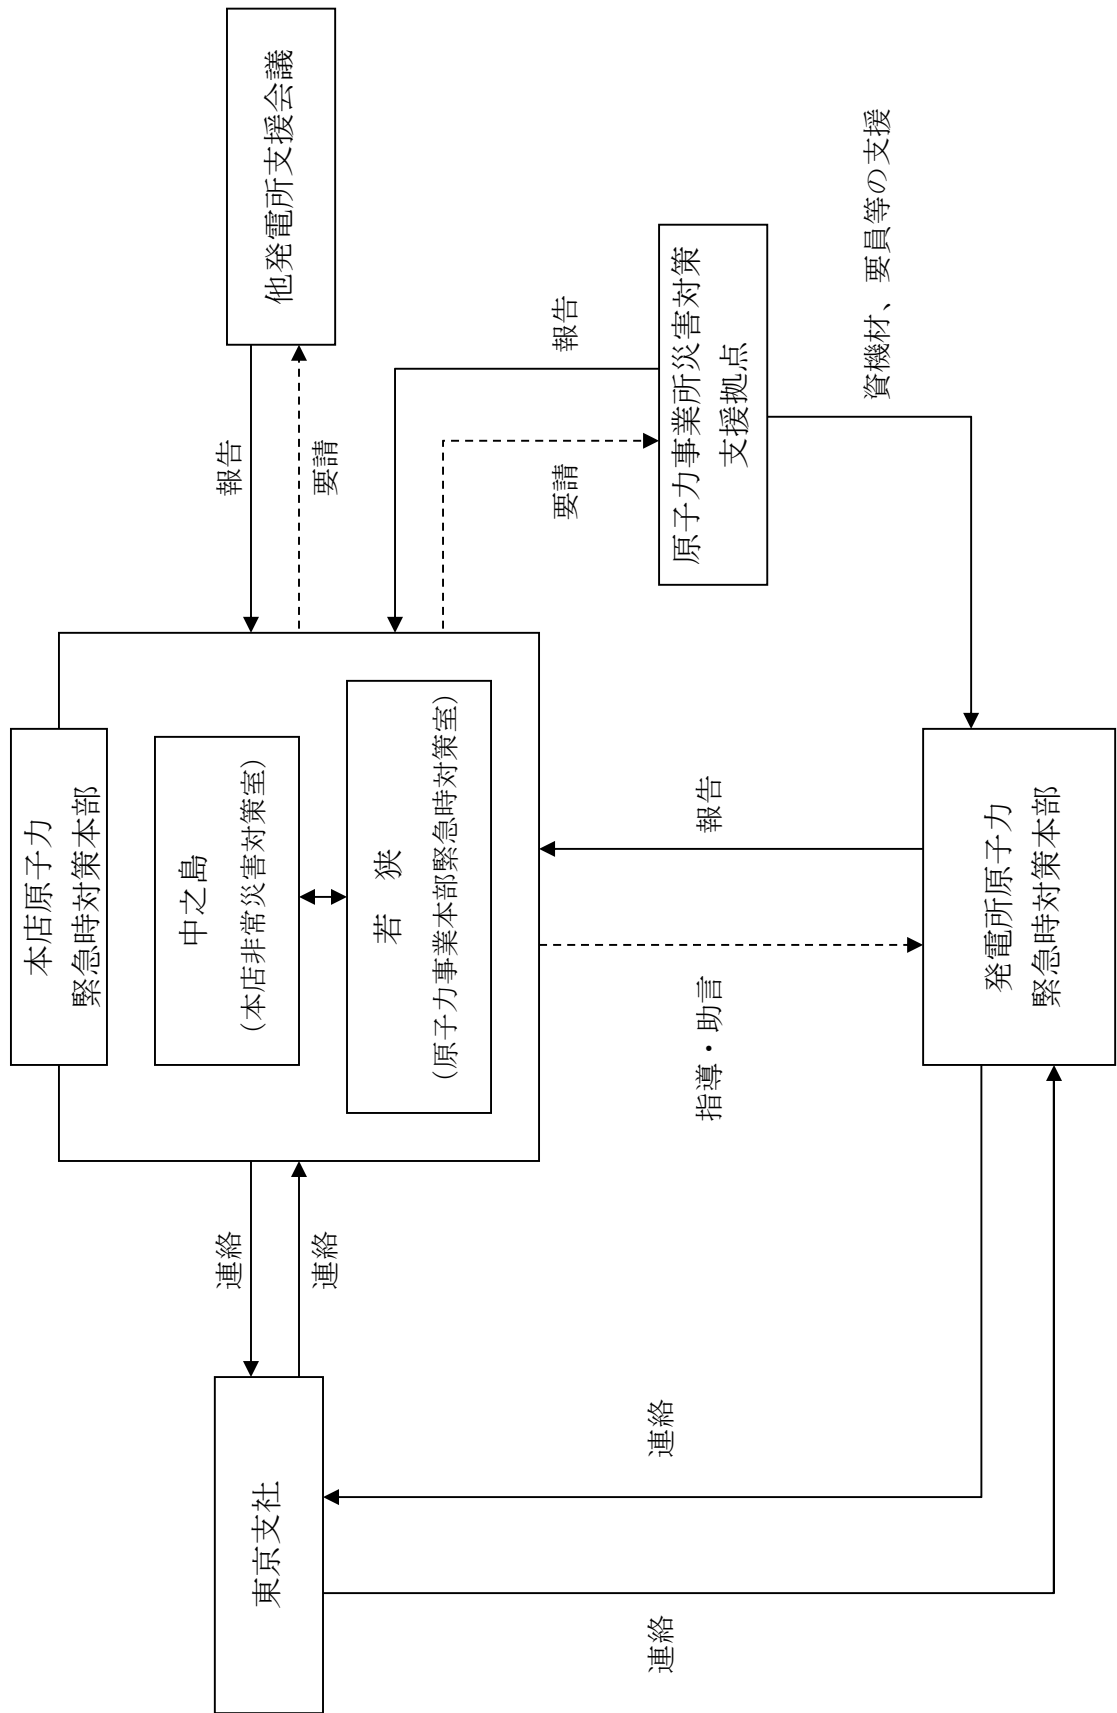 本店原子力
緊急時対策本部
中之島
(本店非常災害対策室)
若　狭
(原子力事業本部緊急時対策室)
東京支社
連絡
連絡
報告
要請
他発電所支援会議
報告
要請
原子力事業所災害対策
支援拠点
資機材、要員等の支援
指導・助言
報告
連絡
連絡
発電所原子力
緊急時対策本部